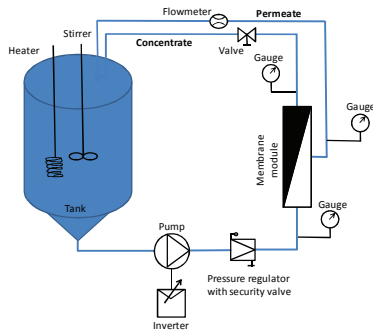 Flowmeter
Permeate
Stirrer
Heater
Concentrate
Valve
Gauge
Gauge
Membrane
module
Tank
Gauge
Pump
Pressure regulator
with security valve
Inverter